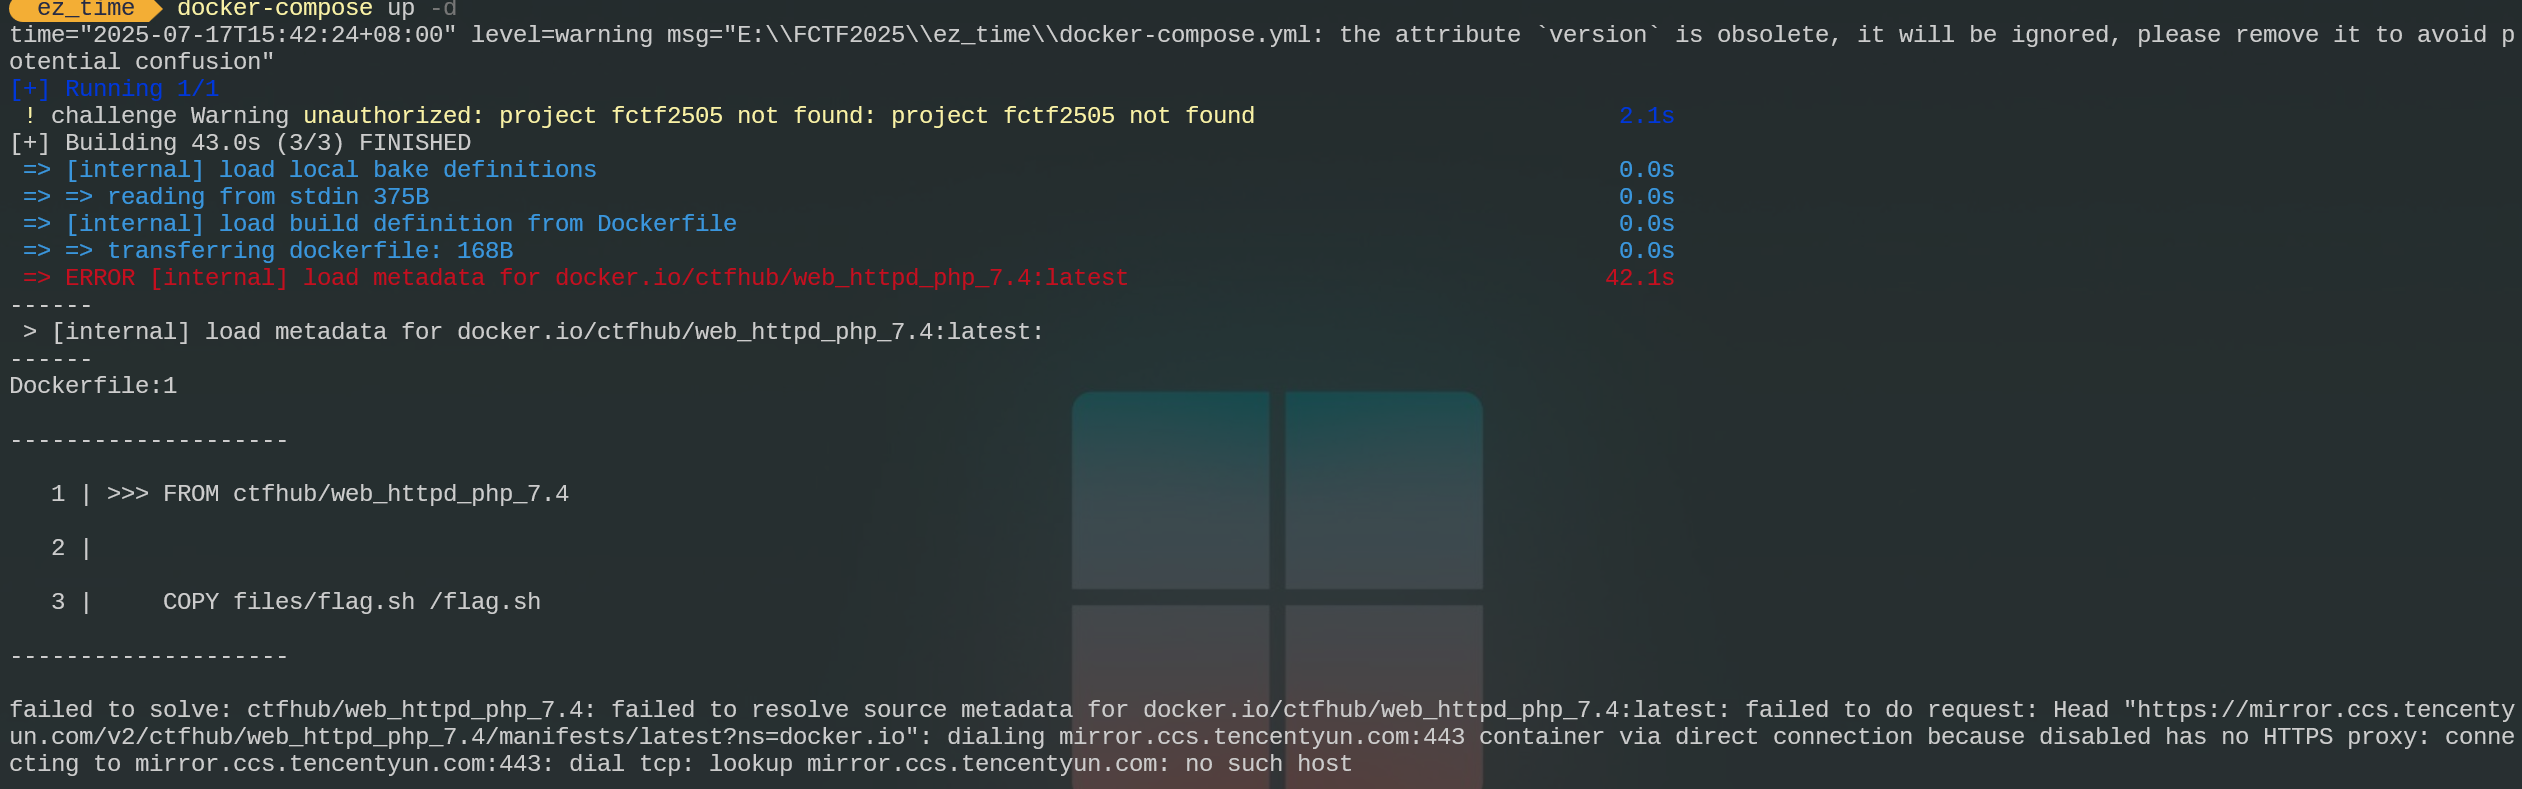 ez_time docker-compose up -d
time="2025-07-17T15:42:24+08:00" level=warning msg="E:\\FCTF2025\\ez_time\\docker-compose.yml: the attribute `version` is obsolete, it will be ignored, please remove it to avoid p
otential confusion"
[+] Running 1/1
 ! challenge Warning unauthorized: project fctf2505 not found: project fctf2505 not found 2.1s
[+] Building 43.0s (3/3) FINISHED
 => [internal] load local bake definitions 0.0s
 => => reading from stdin 375B 0.0s
 => [internal] load build definition from Dockerfile 0.0s
 => => transferring dockerfile: 168B 0.0s
 => ERROR [internal] load metadata for docker.io/ctfhub/web_httpd_php_7.4:latest 42.1s
------
 > [internal] load metadata for docker.io/ctfhub/web_httpd_php_7.4:latest:
------
Dockerfile:1
--------------------
   1 | >>> FROM ctfhub/web_httpd_php_7.4
   2 |
   3 |     COPY files/flag.sh /flag.sh
--------------------
failed to solve: ctfhub/web_httpd_php_7.4: failed to resolve source metadata for docker.io/ctfhub/web_httpd_php_7.4:latest: failed to do request: Head "https://mirror.ccs.tencenty
un.com/v2/ctfhub/web_httpd_php_7.4/manifests/latest?ns=docker.io": dialing mirror.ccs.tencentyun.com:443 container via direct connection because disabled has no HTTPS proxy: conne
cting to mirror.ccs.tencentyun.com:443: dial tcp: lookup mirror.ccs.tencentyun.com: no such host